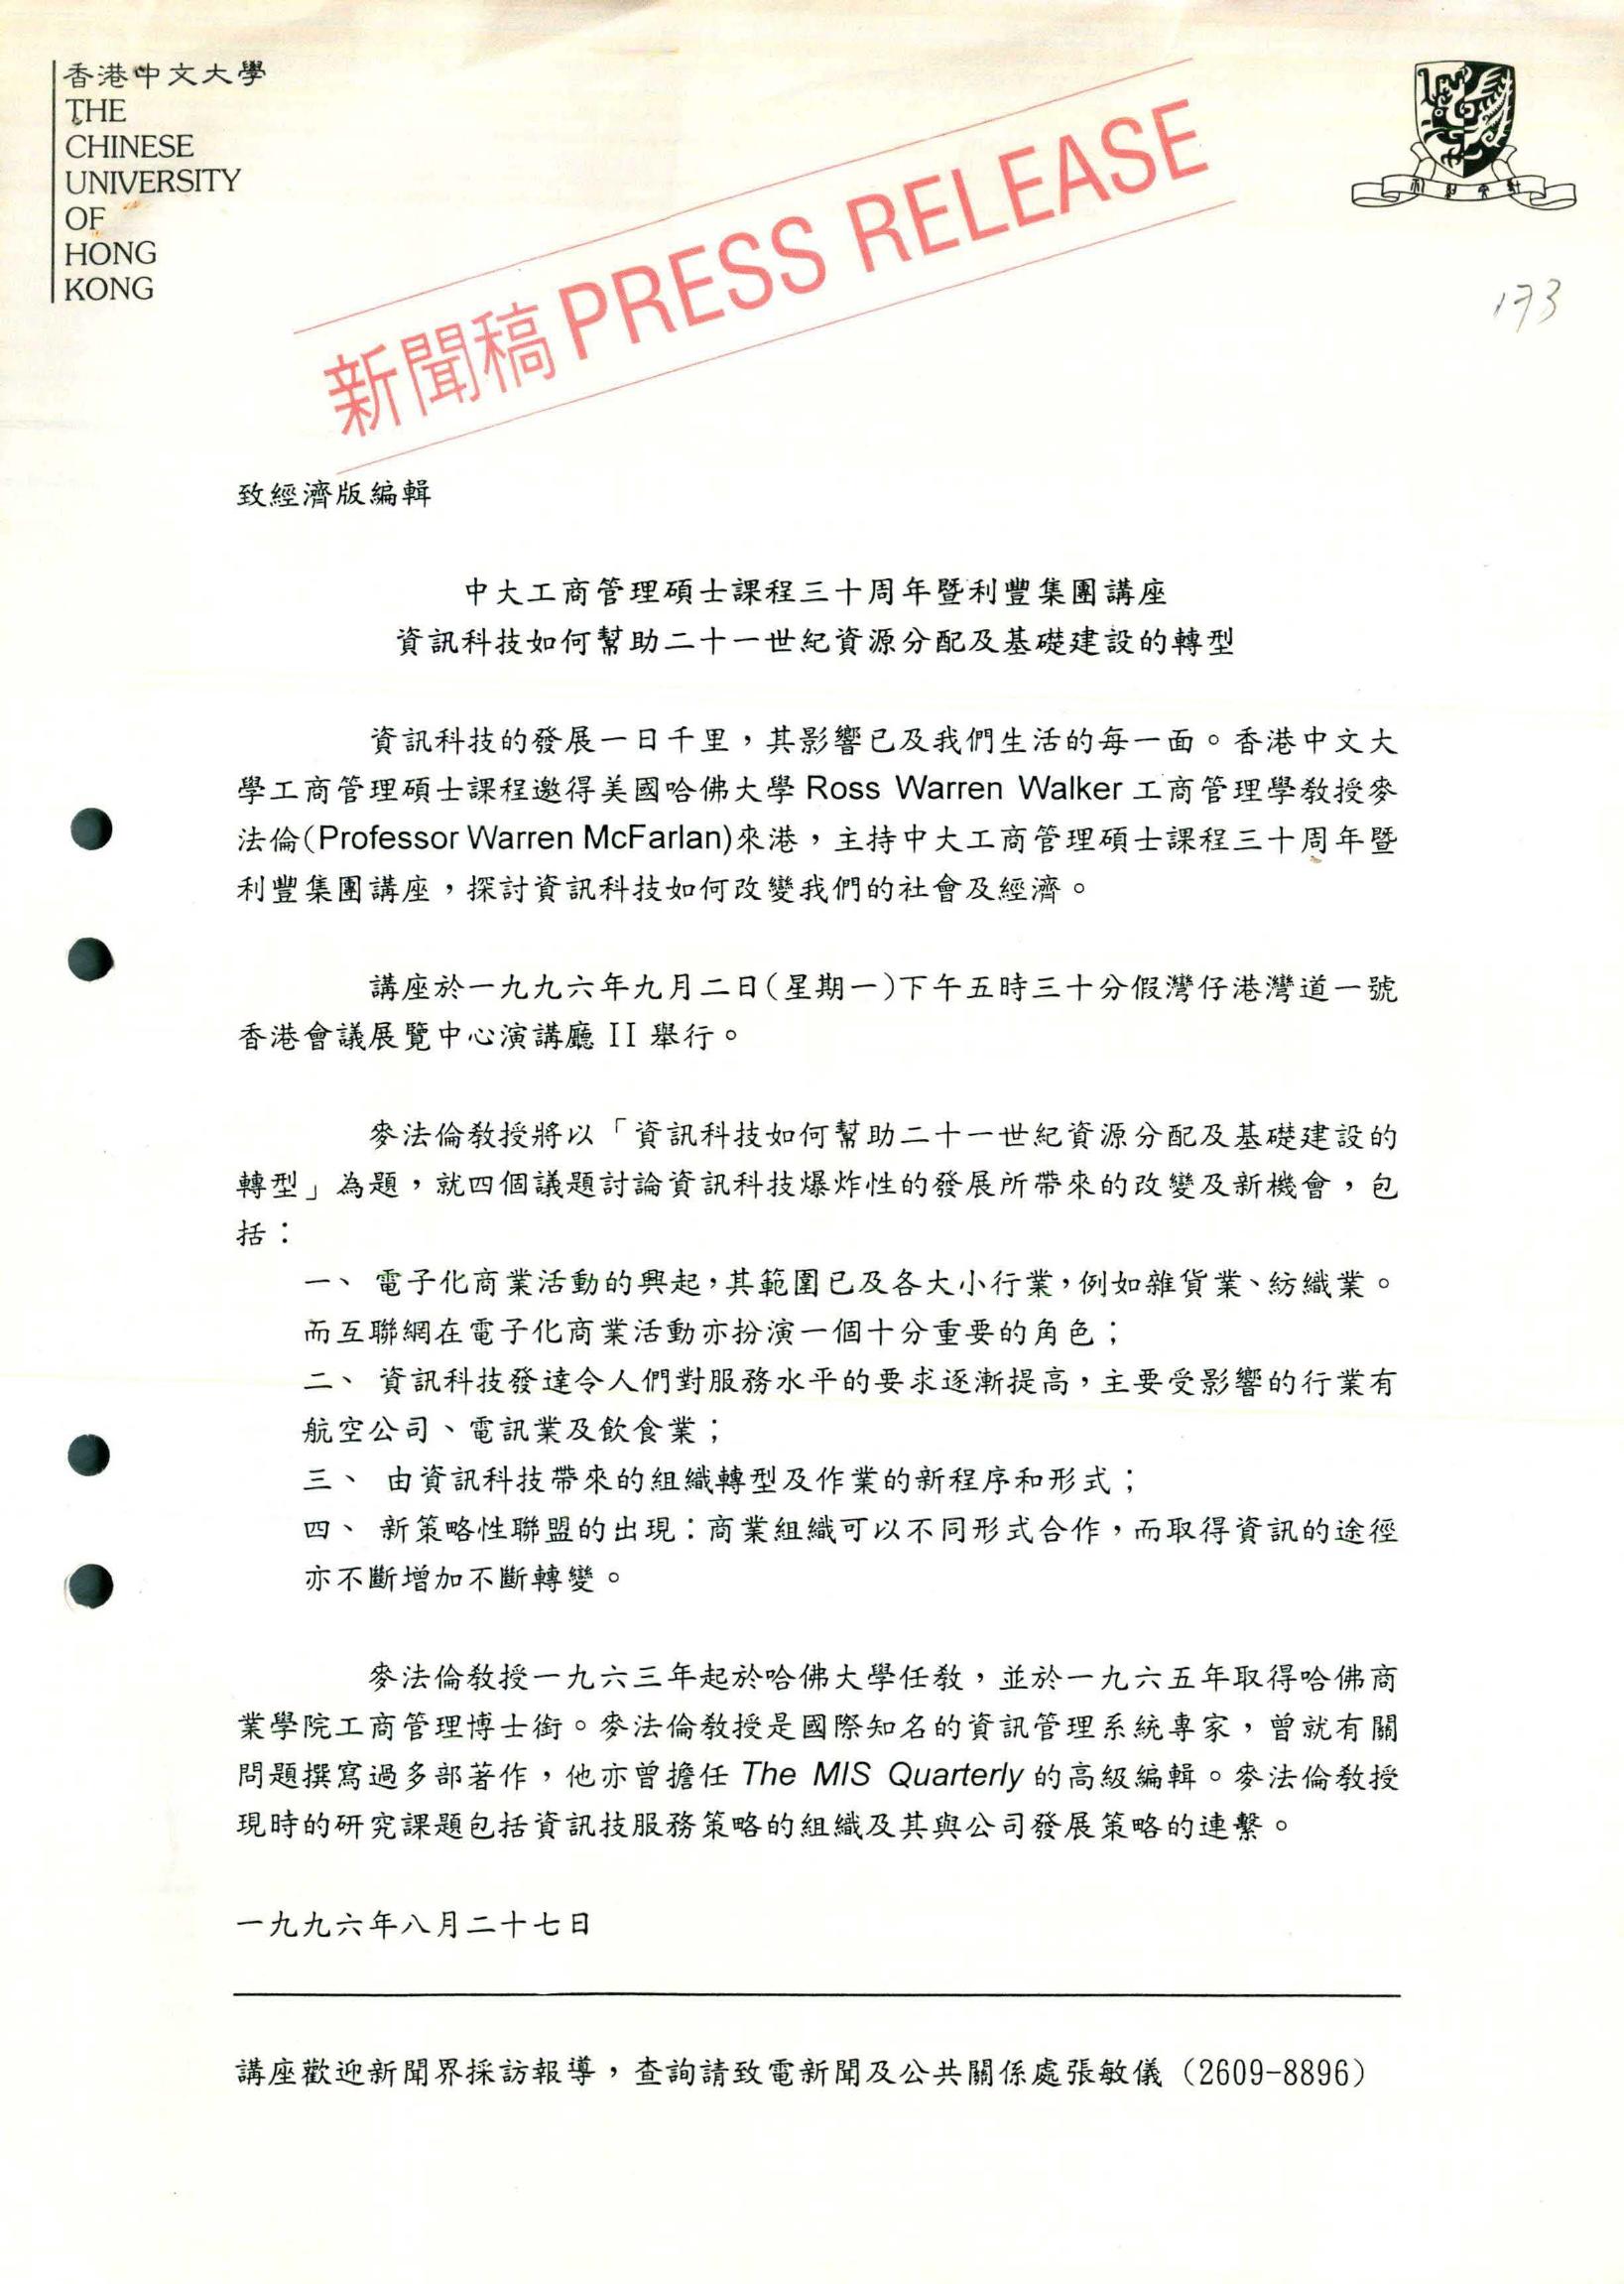 香港中文大學
THE
CHINESE
UNIVERSITY
OF
HONG
KONG
新聞稿 PRESS RELEASE
173
致經濟版編輯
中大工商管理碩士課程三十周年暨利豐集團講座
資訊科技如何幫助二十一世紀資源分配及基礎建設的轉型
資訊科技的發展一日千里，其影響已及我們生活的每一面。香港中文大
學工商管理碩士課程邀得美國哈佛大學 Ross Warren Walker 工商管理學教授麥
法倫(Professor Warren McFarlan)來港，主持中大工商管理碩士課程三十周年暨
利豐集團講座，探討資訊科技如何改變我們的社會及經濟。
講座於一九九六年九月二日(星期一)下午五時三十分假灣仔港灣道一號
香港會議展覽中心演講廳 II 舉行。
麥法倫教授將以「資訊科技如何幫助二十一世紀資源分配及基礎建設的
轉型」為題，就四個議題討論資訊科技爆炸性的發展所帶來的改變及新機會，包
括：
一、 電子化商業活動的興起，其範圍已及各大小行業，例如雜貨業、紡織業。
而互聯網在電子化商業活動亦扮演一個十分重要的角色；
二、 資訊科技發達令人們對服務水平的要求逐漸提高，主要受影響的行業有
航空公司、電訊業及飲食業；
三、 由資訊科技帶來的組織轉型及作業的新程序和形式；
四、 新策略性聯盟的出現：商業組織可以不同形式合作，而取得資訊的途徑
亦不斷增加不斷轉變。
麥法倫教授一九六三年起於哈佛大學任教，並於一九六五年取得哈佛商
業學院工商管理博士銜。麥法倫教授是國際知名的資訊管理系統專家，曾就有關
問題撰寫過多部著作，他亦曾擔任 The MIS Quarterly 的高級編輯。麥法倫教授
現時的研究課題包括資訊技服務策略的組織及其與公司發展策略的連繫。
一九九六年八月二十七日
講座歡迎新聞界採訪報導，查詢請致電新聞及公共關係處張敏儀（2609-8896）